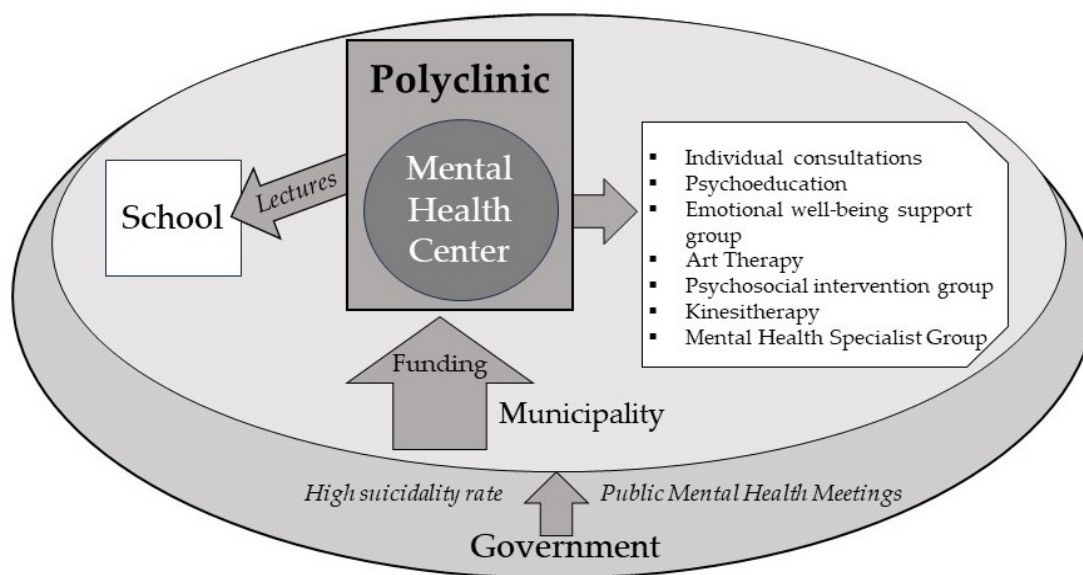 Polyclinic
Mental
Health
Center
Lectures
School
▪ Individual consultations
▪ Psychoeducation
▪ Emotional well-being support
group
▪ Art Therapy
▪ Psychosocial intervention group
▪ Kinesitherapy
▪ Mental Health Specialist Group
Funding
Municipality
High suicidality rate
Public Mental Health Meetings
Government